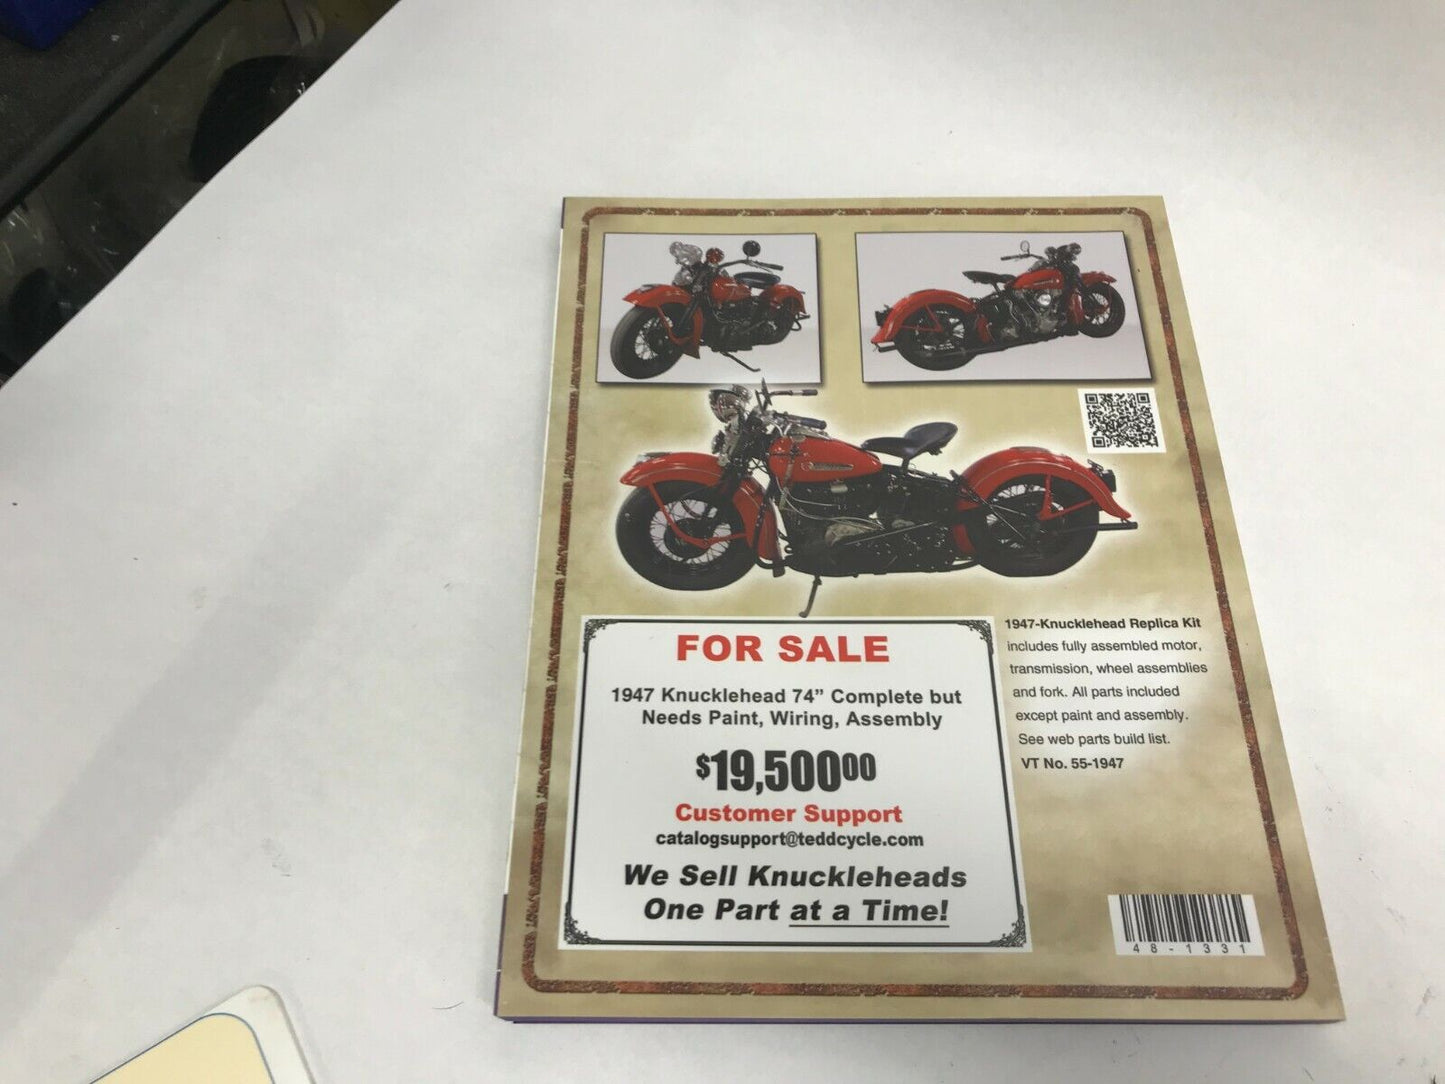 FOR SALE
1947 Knucklehead 74” Complete but
Needs Paint, Wiring, Assembly
$19,50000
Customer Support
catalogsupport@teddcycle.com
We Sell Knuckleheads
One Part at a Time!
1947-Knucklehead Replica Kit
includes fully assembled motor,
transmission, wheel assemblies
and fork. All parts included
except paint and assembly.
See web parts build list.
VT No. 55-1947
48-1331